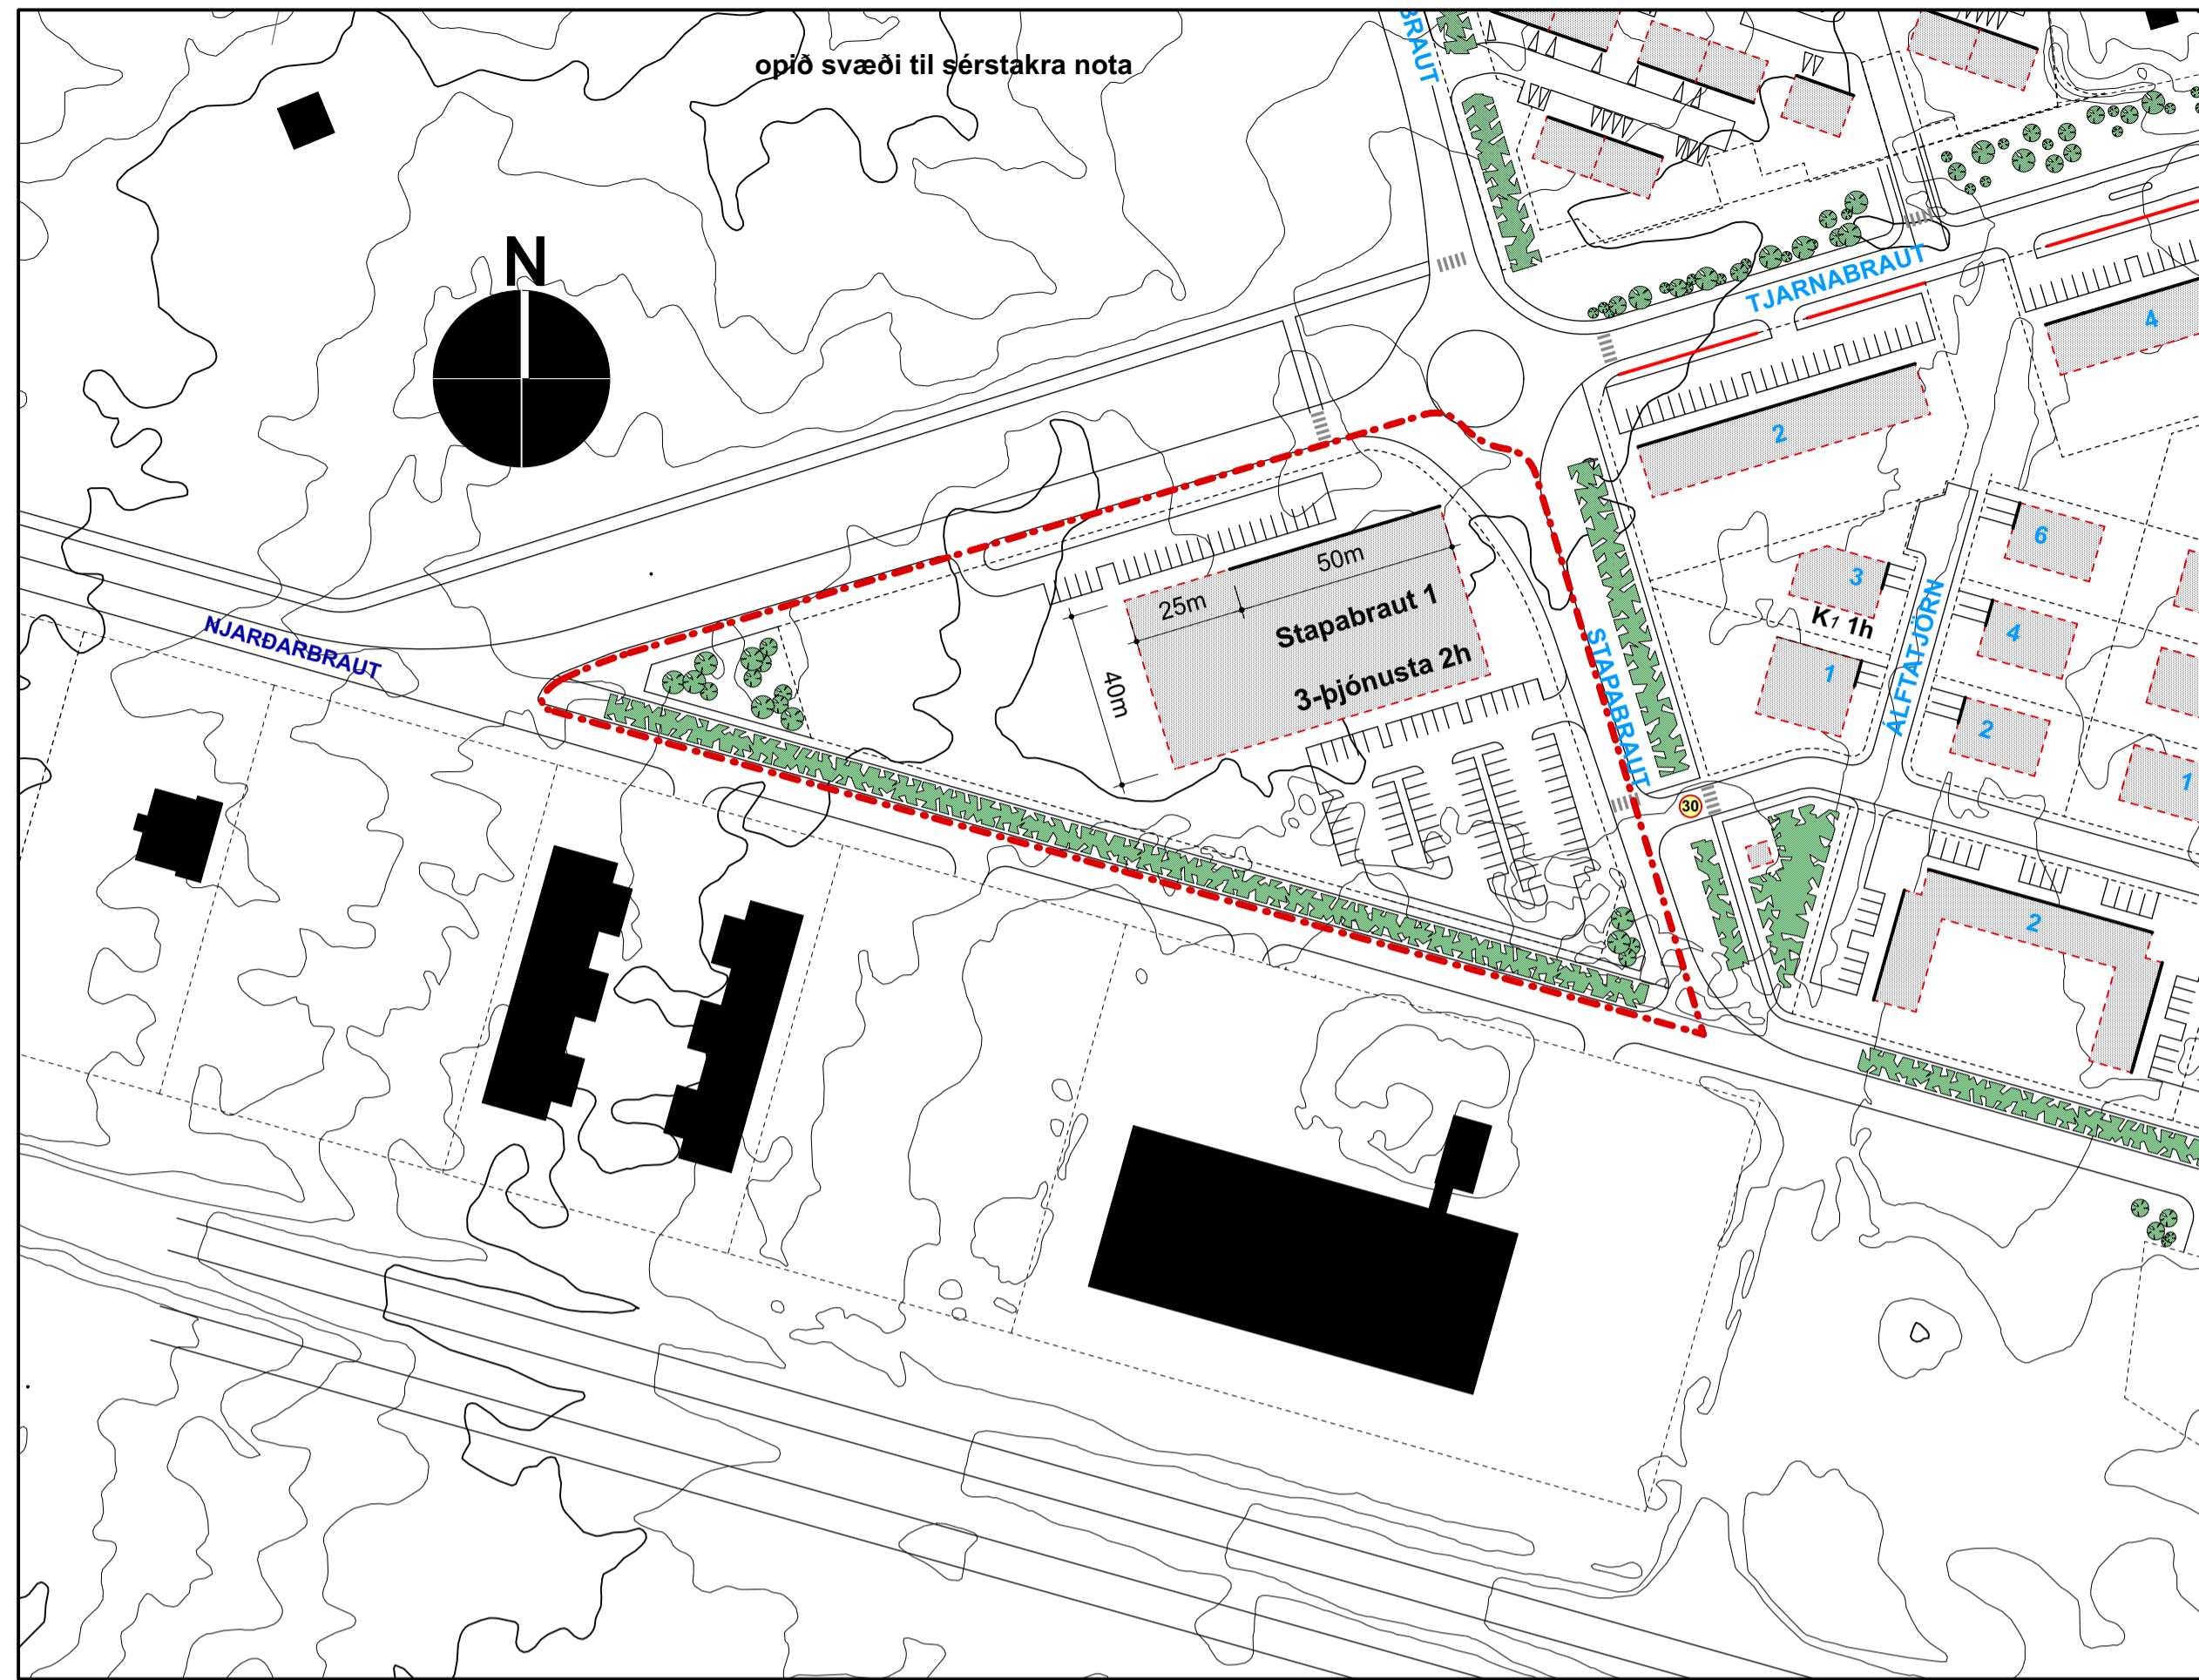 opið svæði til sérstakra nota
BRAUT
N
TJARNABRAUT
4
2
6
50m
25m
Stapabraut 1
3
K1 1h
4
NJARÐARBRAUT
40m
3-þjónusta 2h
STAPABRAUT
1
ÁLFTATJÖRN
2
1
30
2